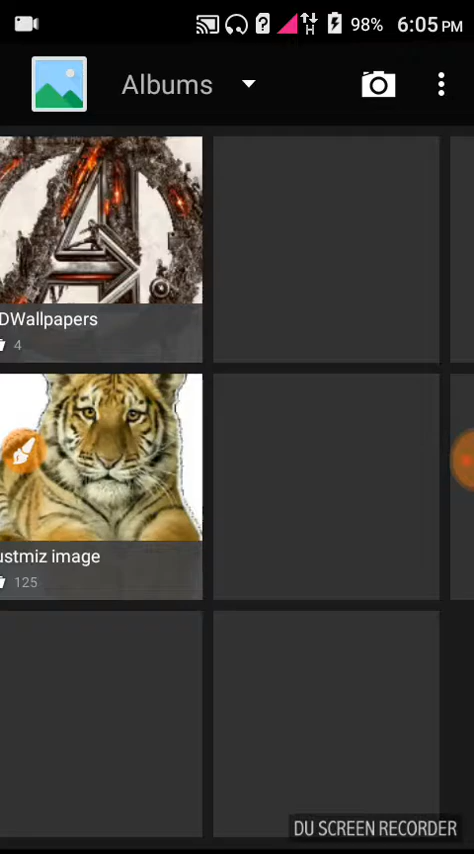 98% 6:05 PM
H
Albums
DWallpapers
4
ustmiz image
125
DU SCREEN RECORDER